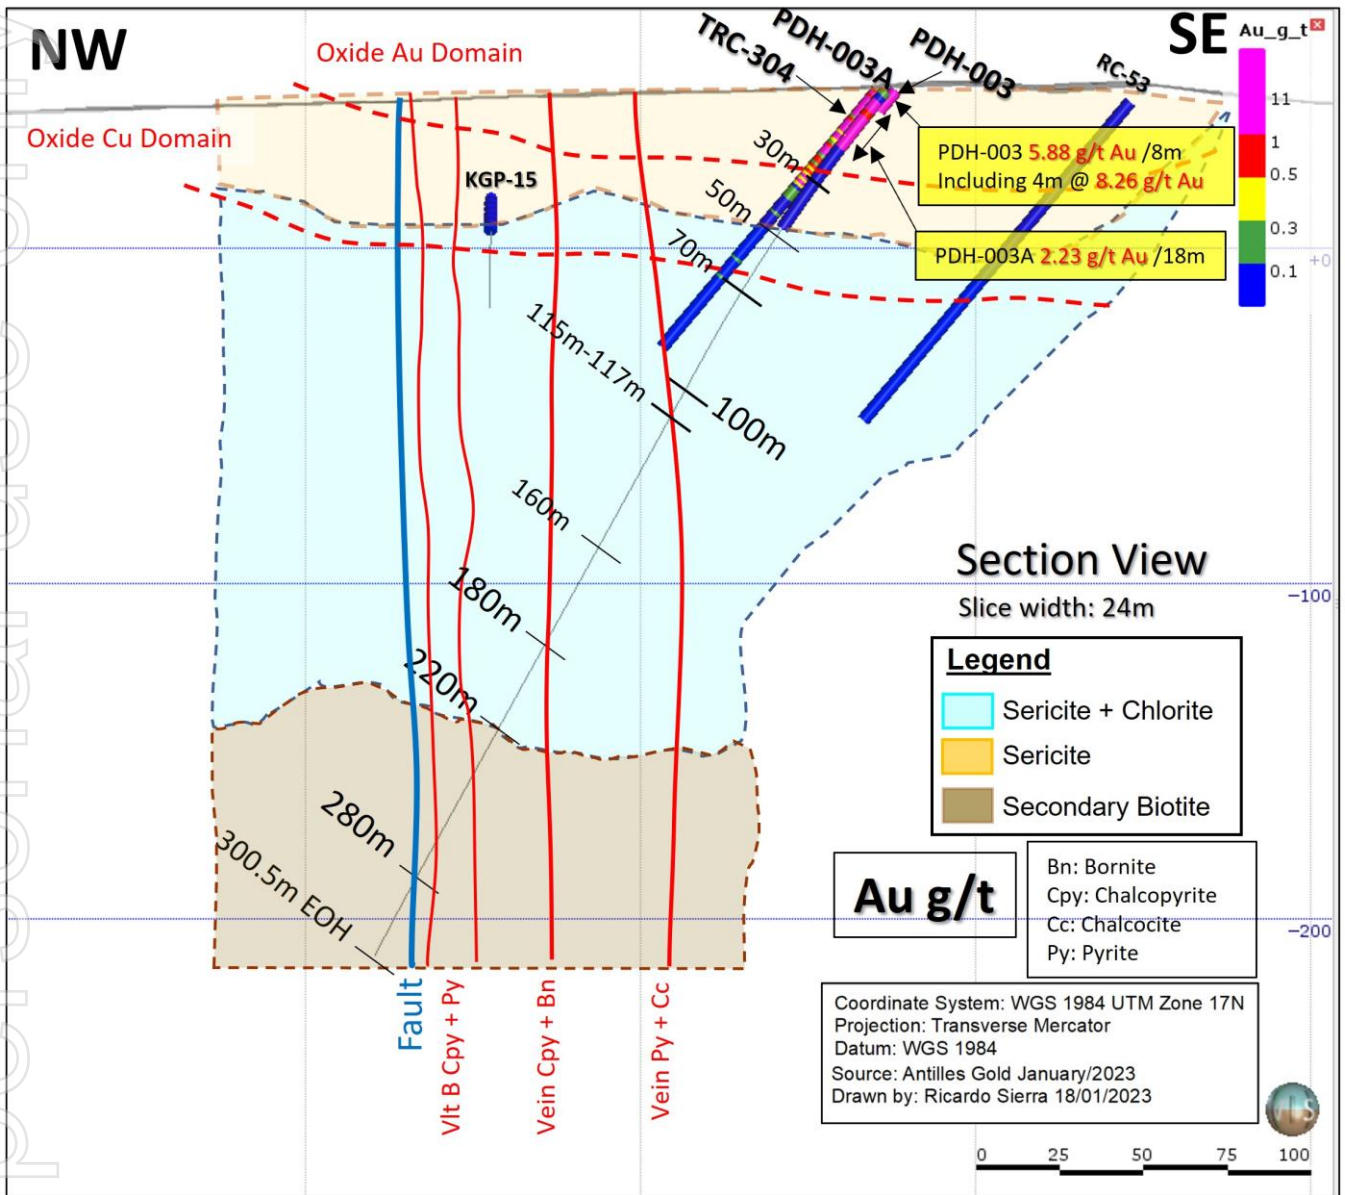 NW
SE
Oxide Au Domain
Oxide Cu Domain
TRC-304
PDH-003A
PDH-003
RC-53
Au_g_t
11
1
0.5
0.3
0.1
PDH-003 5.88 g/t Au /8m
Including 4m @ 8.26 g/t Au
PDH-003A 2.23 g/t Au /18m
KGP-15
30m
50m
70m
115m-117m
100m
160m
180m
220m
280m
300.5m EOH
+0
−100
−200
Section View
Slice width: 24m
Legend
Sericite + Chlorite
Sericite
Secondary Biotite
Au g/t
Bn: Bornite
Cpy: Chalcopyrite
Cc: Chalcocite
Py: Pyrite
Coordinate System: WGS 1984 UTM Zone 17N
Projection: Transverse Mercator
Datum: WGS 1984
Source: Antilles Gold January/2023
Drawn by: Ricardo Sierra 18/01/2023
Fault
Vlt B Cpy + Py
Vein Cpy + Bn
Vein Py + Cc
0 25 50 75 100